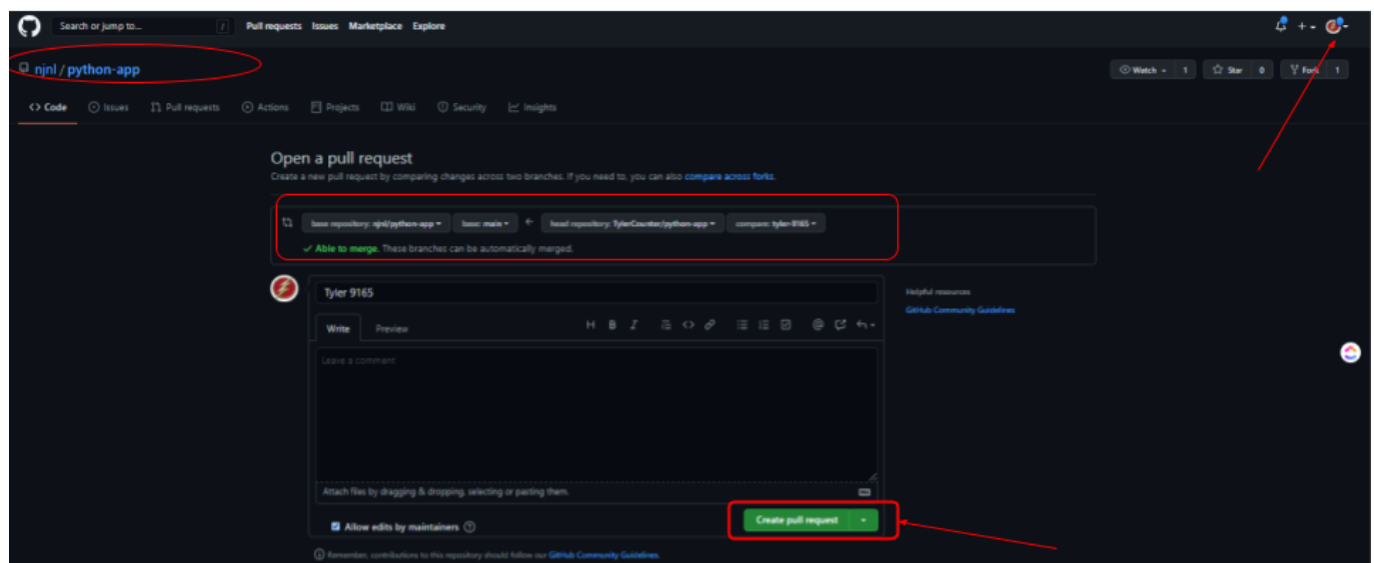 Search or jump to... / Pull requests Issues Marketplace Explore
njnl / python-app
Watch 1 Star 0 Fork 1
Code Issues Pull requests Actions Projects Wiki Security Insights
Open a pull request
Create a new pull request by comparing changes across two branches. If you need to, you can also compare across forks.
base repository: njnl/python-app base: main head repository: TylerCounter/python-app compare: tyler-9165
Able to merge. These branches can be automatically merged.
Tyler 9165
Helpful resources
GitHub Community Guidelines
Write Preview
Leave a comment
Attach files by dragging & dropping, selecting or pasting them.
Create pull request
Allow edits by maintainers
Remember, contributions to this repository should follow our GitHub Community Guidelines.